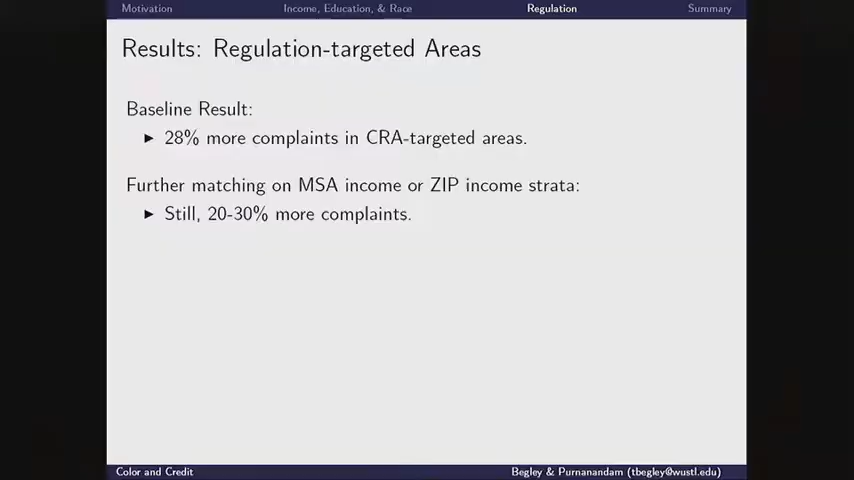 Motivation Income, Education, & Race Regulation Summary
Results: Regulation-targeted Areas
Baseline Result:
▶ 28% more complaints in CRA-targeted areas.
Further matching on MSA income or ZIP income strata:
▶ Still, 20-30% more complaints.
Color and Credit Begley & Purnanandam (tbegley@wustl.edu)